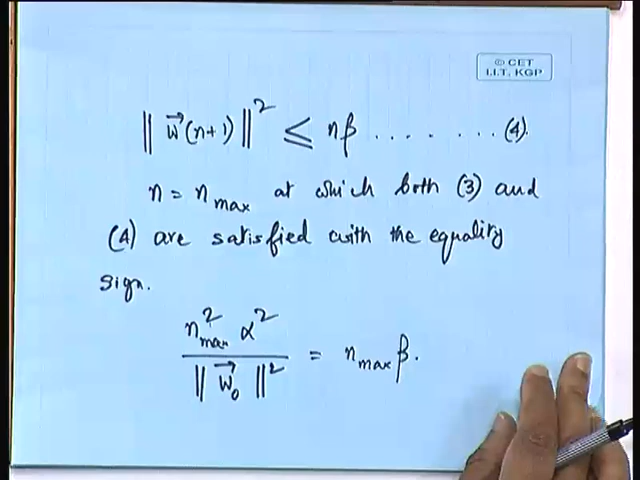 © CET
I.I.T. KGP
‖ w⃗(n+1) ‖² ≤ nβ ........ (4).
n = n_max at which both (3) and
(4) are satisfied with the equality
sign.
n²_max α² / ‖ w⃗₀ ‖² = n_max β.